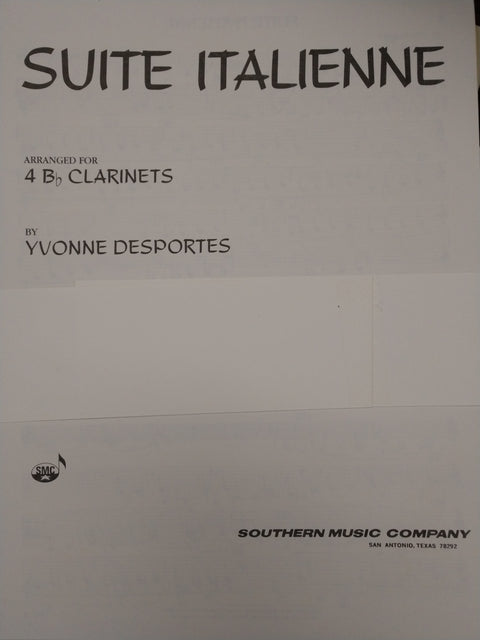 SUITE ITALIENNE
ARRANGED FOR
4 B♭ CLARINETS
BY
YVONNE DESPORTES
SMC
SOUTHERN MUSIC COMPANY
SAN ANTONIO, TEXAS 78292